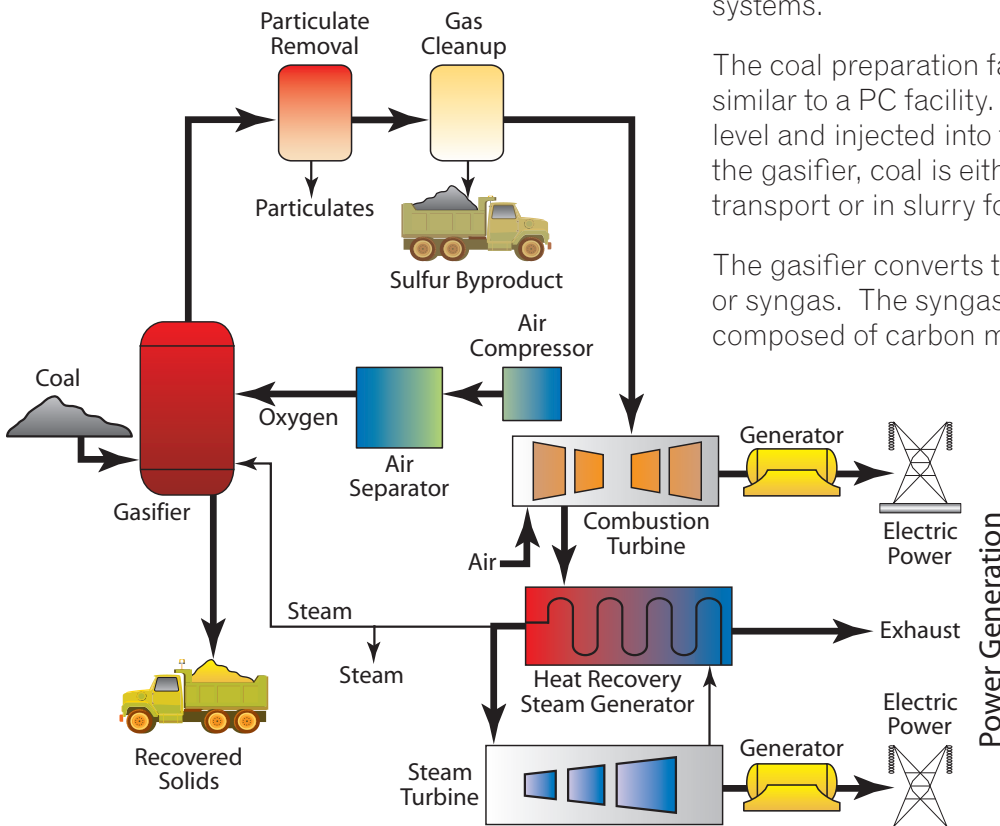 Particulate
Removal
Gas
Cleanup
Particulates
Sulfur Byproduct
Air
Compressor
Coal
Oxygen
Air
Separator
Gasifier
Generator
Combustion
Turbine
Electric
Power
Air
Steam
Steam
Exhaust
Heat Recovery
Steam Generator
Recovered
Solids
Steam
Turbine
Generator
Electric
Power
Power Generation
systems.
The coal preparation fa
similar to a PC facility.
level and injected into
the gasifier, coal is eith
transport or in slurry fo
The gasifier converts t
or syngas. The syngas
composed of carbon m